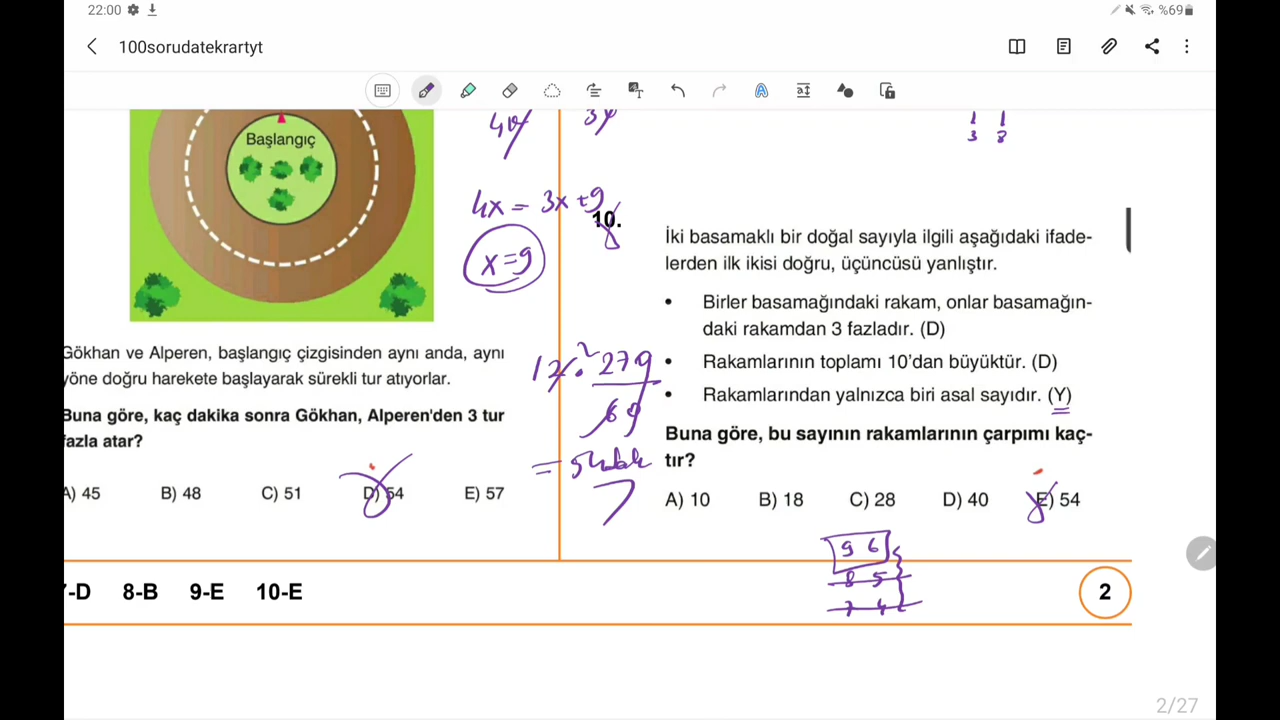 22:00
%69
100sorudatekrartyt
Başlangıç
4x = 3x + 9
x = 9
Gökhan ve Alperen, başlangıç çizgisinden aynı anda, aynı
yöne doğru harekete başlayarak sürekli tur atıyorlar.
Buna göre, kaç dakika sonra Gökhan, Alperen'den 3 tur
fazla atar?
A) 45 B) 48 C) 51 D) 54 E) 57
1 1
3 8
10.
İki basamaklı bir doğal sayıyla ilgili aşağıdaki ifade-
lerden ilk ikisi doğru, üçüncüsü yanlıştır.
• Birler basamağındaki rakam, onlar basamağın-
daki rakamdan 3 fazladır. (D)
• Rakamlarının toplamı 10'dan büyüktür. (D)
• Rakamlarından yalnızca biri asal sayıdır. (Y)
Buna göre, bu sayının rakamlarının çarpımı kaç-
tır?
A) 10 B) 18 C) 28 D) 40 E) 54
9 6
8 5
7 4
7-D 8-B 9-E 10-E
2
2/27